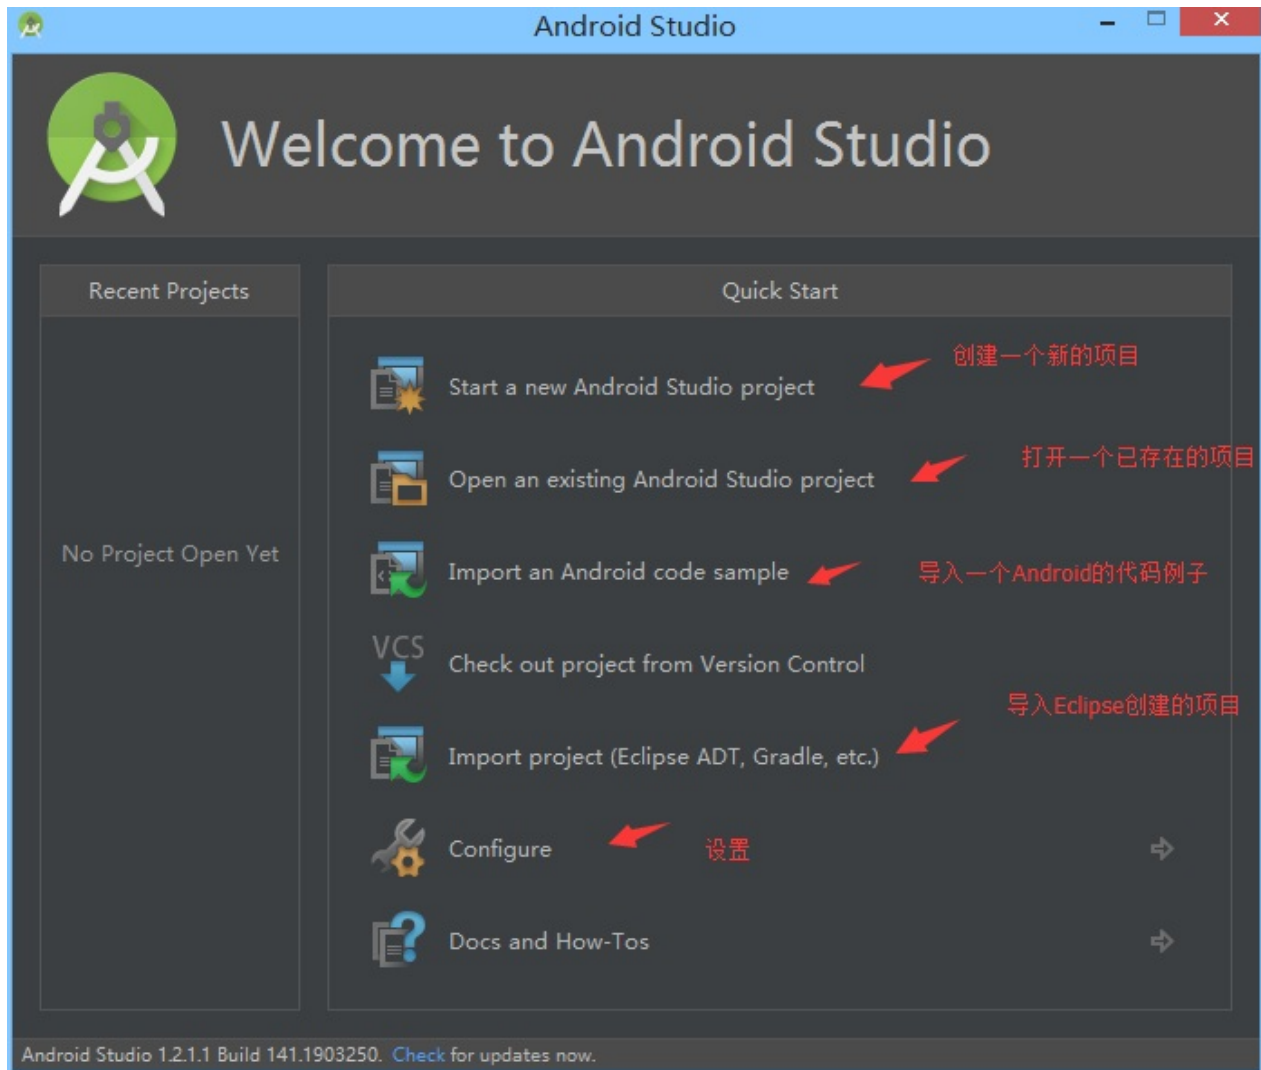 Android Studio
Welcome to Android Studio
Recent Projects
No Project Open Yet
Quick Start
Start a new Android Studio project
创建一个新的项目
Open an existing Android Studio project
打开一个已存在的项目
Import an Android code sample
导入一个Android的代码例子
VCS
Check out project from Version Control
Import project (Eclipse ADT, Gradle, etc.)
导入Eclipse创建的项目
Configure
设置
Docs and How-Tos
Android Studio 1.2.1.1 Build 141.1903250. Check for updates now.